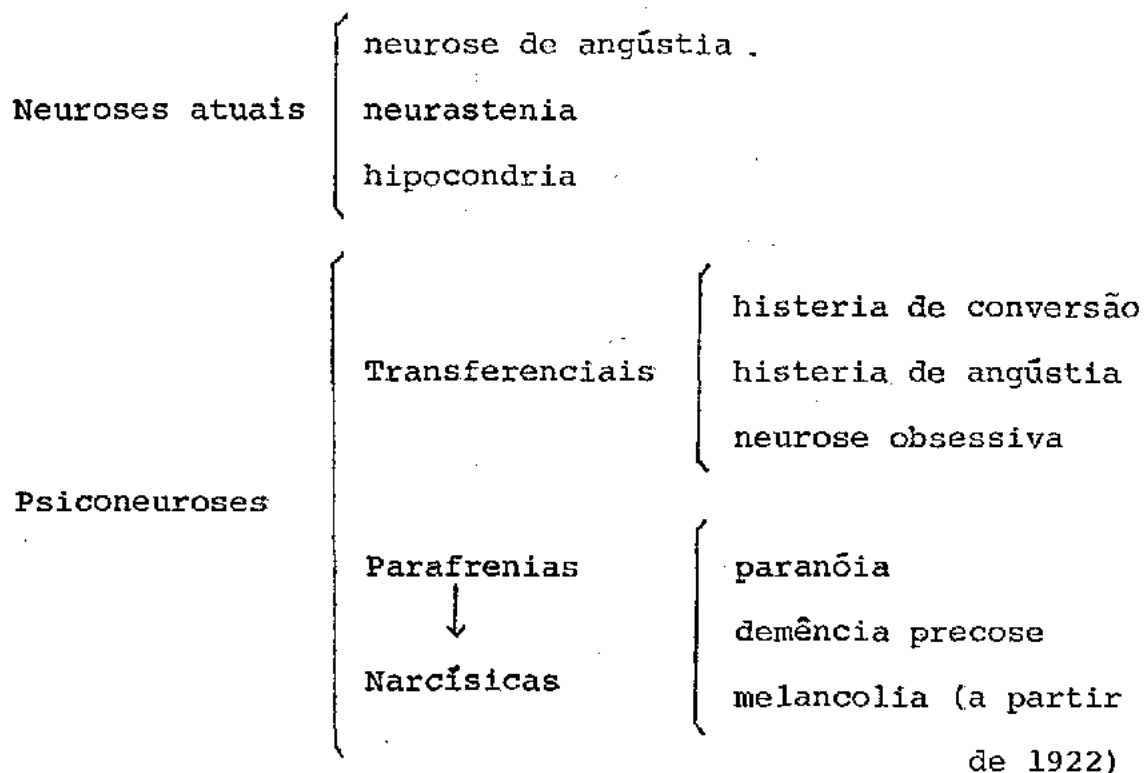 neurose de angústia .
Neuroses atuais neurastenia
hipocondria
histeria de conversão
Transferenciais histeria de angústia
neurose obsessiva
Psiconeuroses
Parafrenias paranóia
↓ demência precose
Narcísicas
melancolia (a partir
de 1922)